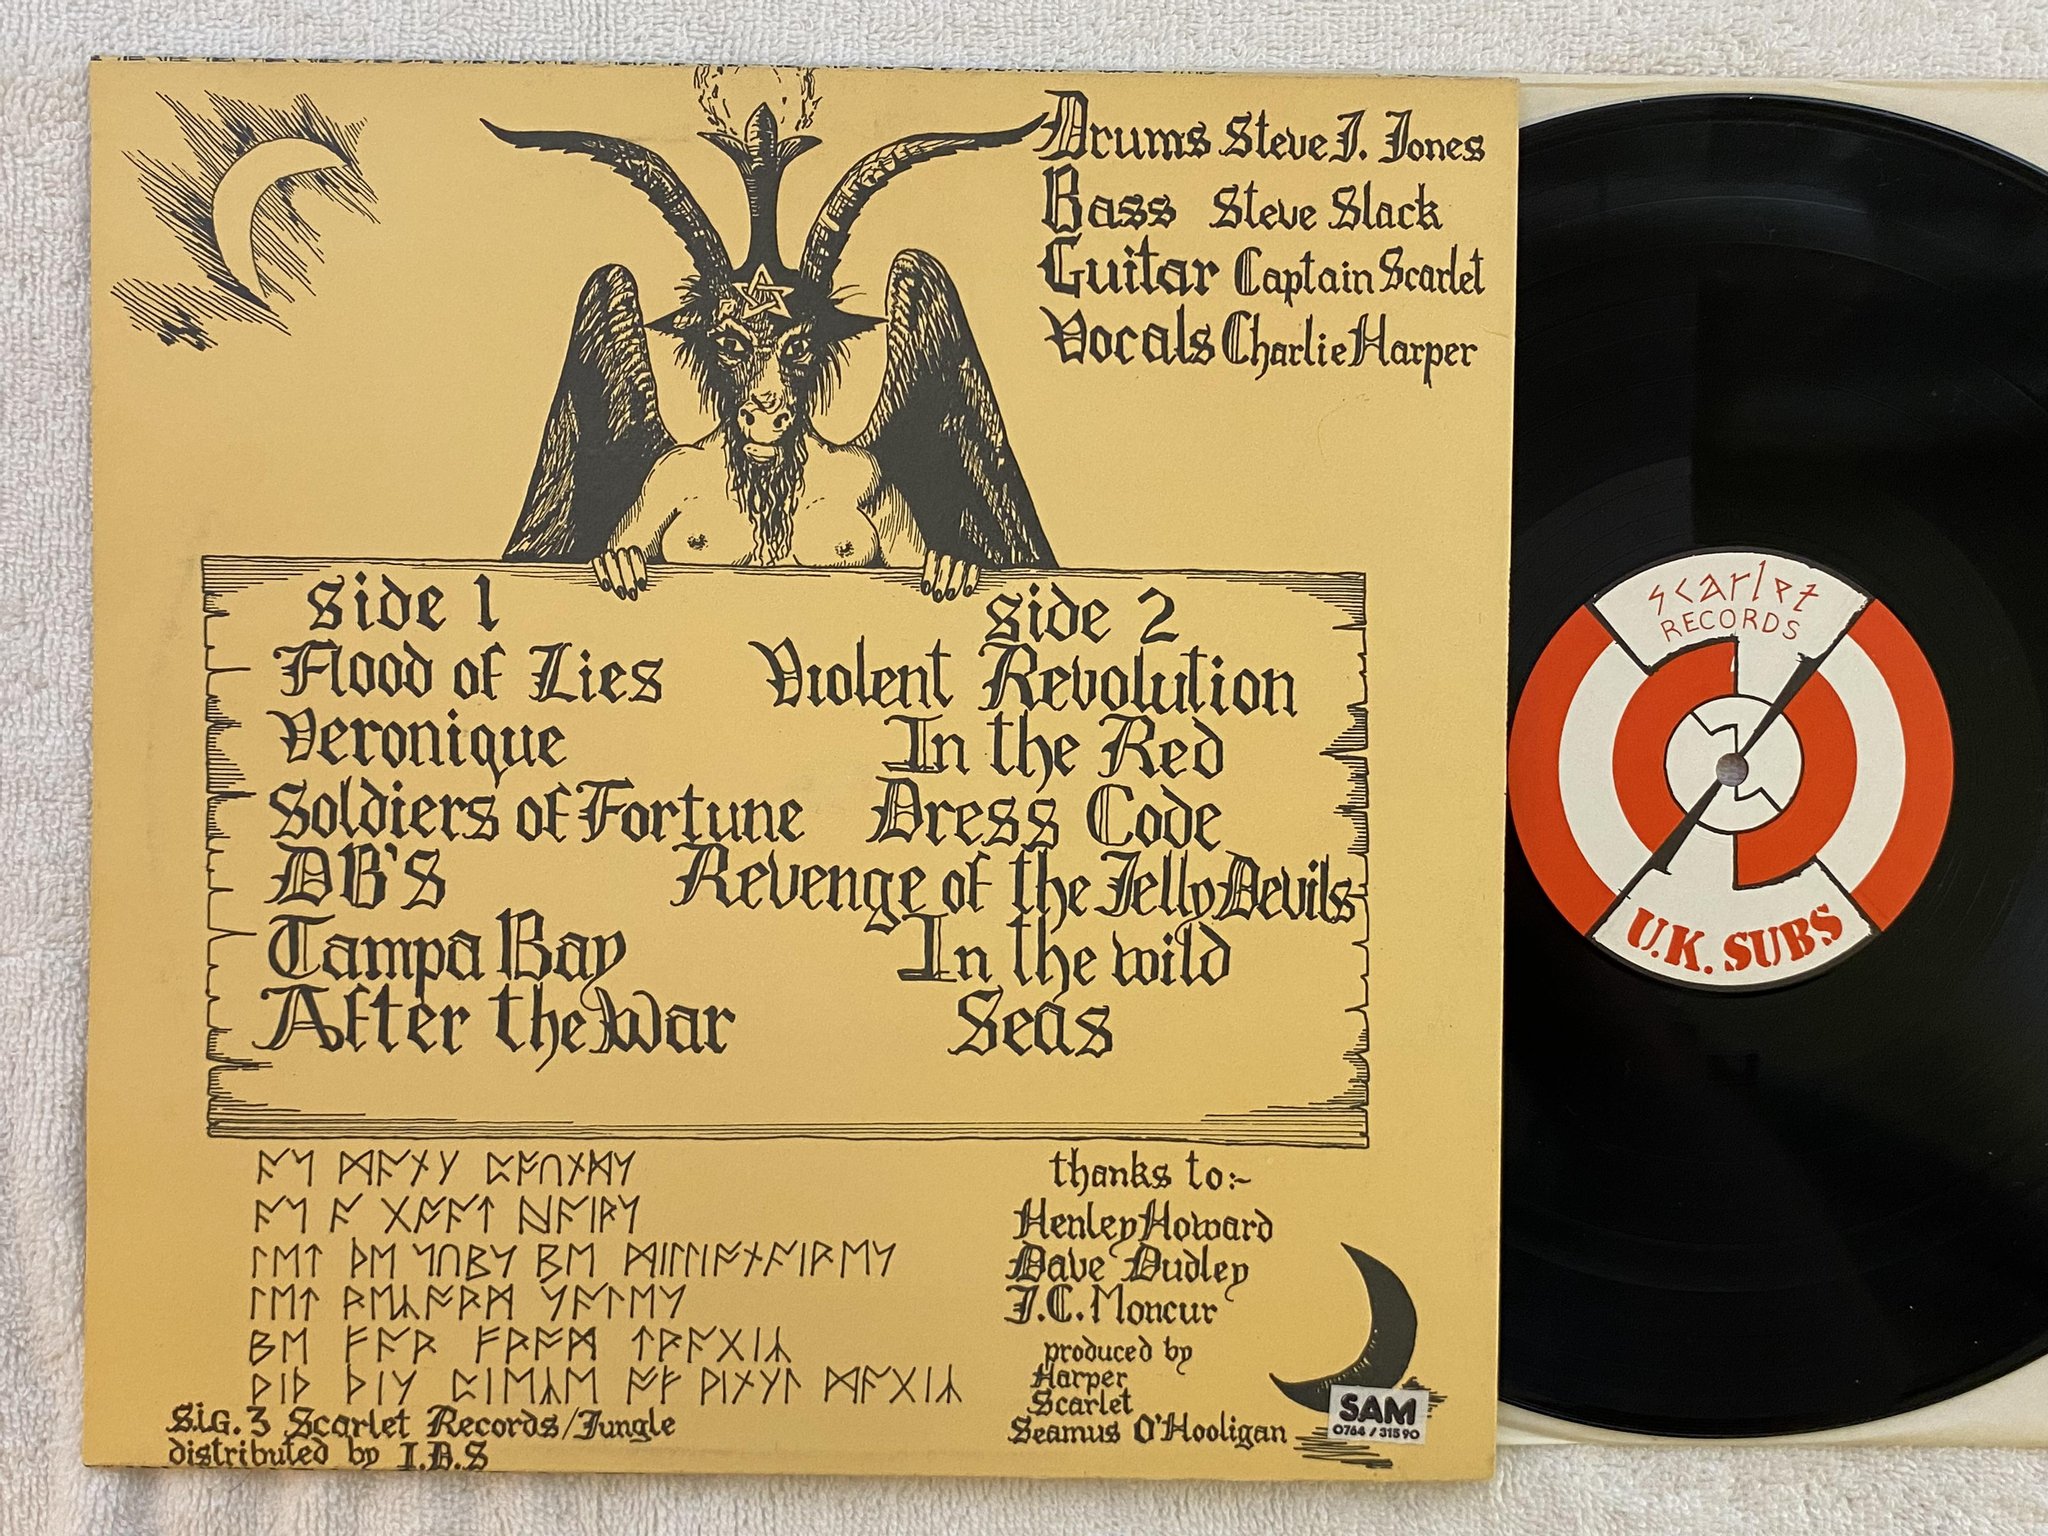 Drums Steve J. Jones
Bass Steve Slack
Guitar Captain Scarlet
Vocals Charlie Harper
Side 1
Flood of Lies
Veronique
Soldiers of Fortune
DB'S
Tampa Bay
After the War
Side 2
Violent Revolution
In the Red
Dress Code
Revenge of the Jelly Devils
In the wild
Seas
thanks to:-
Henley Howard
Dave Dudley
J.C. Moncur
produced by
Harper
Scarlet
Seamus O'Hooligan
S.I.G. 3 Scarlet Records/Jungle
distributed by I.D.S
SAM
0764/31590
scarlet
RECORDS
U.K. SUBS